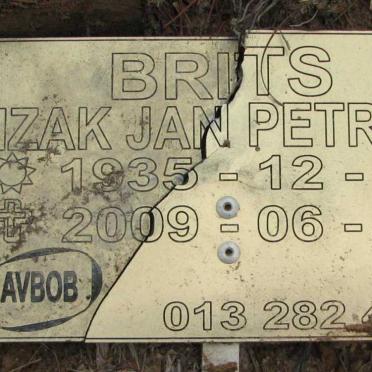 BRITS
IZAK JAN PETR
1935 - 12 -
2009 - 06 -
AVBOB
013 282